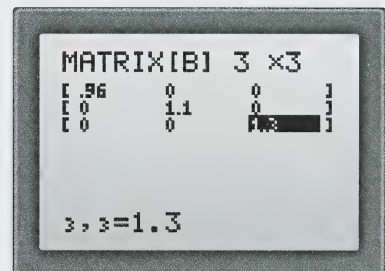 MATRIX[B] 3 ×3
[ .96 0 0 ]
[ 0 1.1 0 ]
[ 0 0 1.3 ]
3,3=1.3